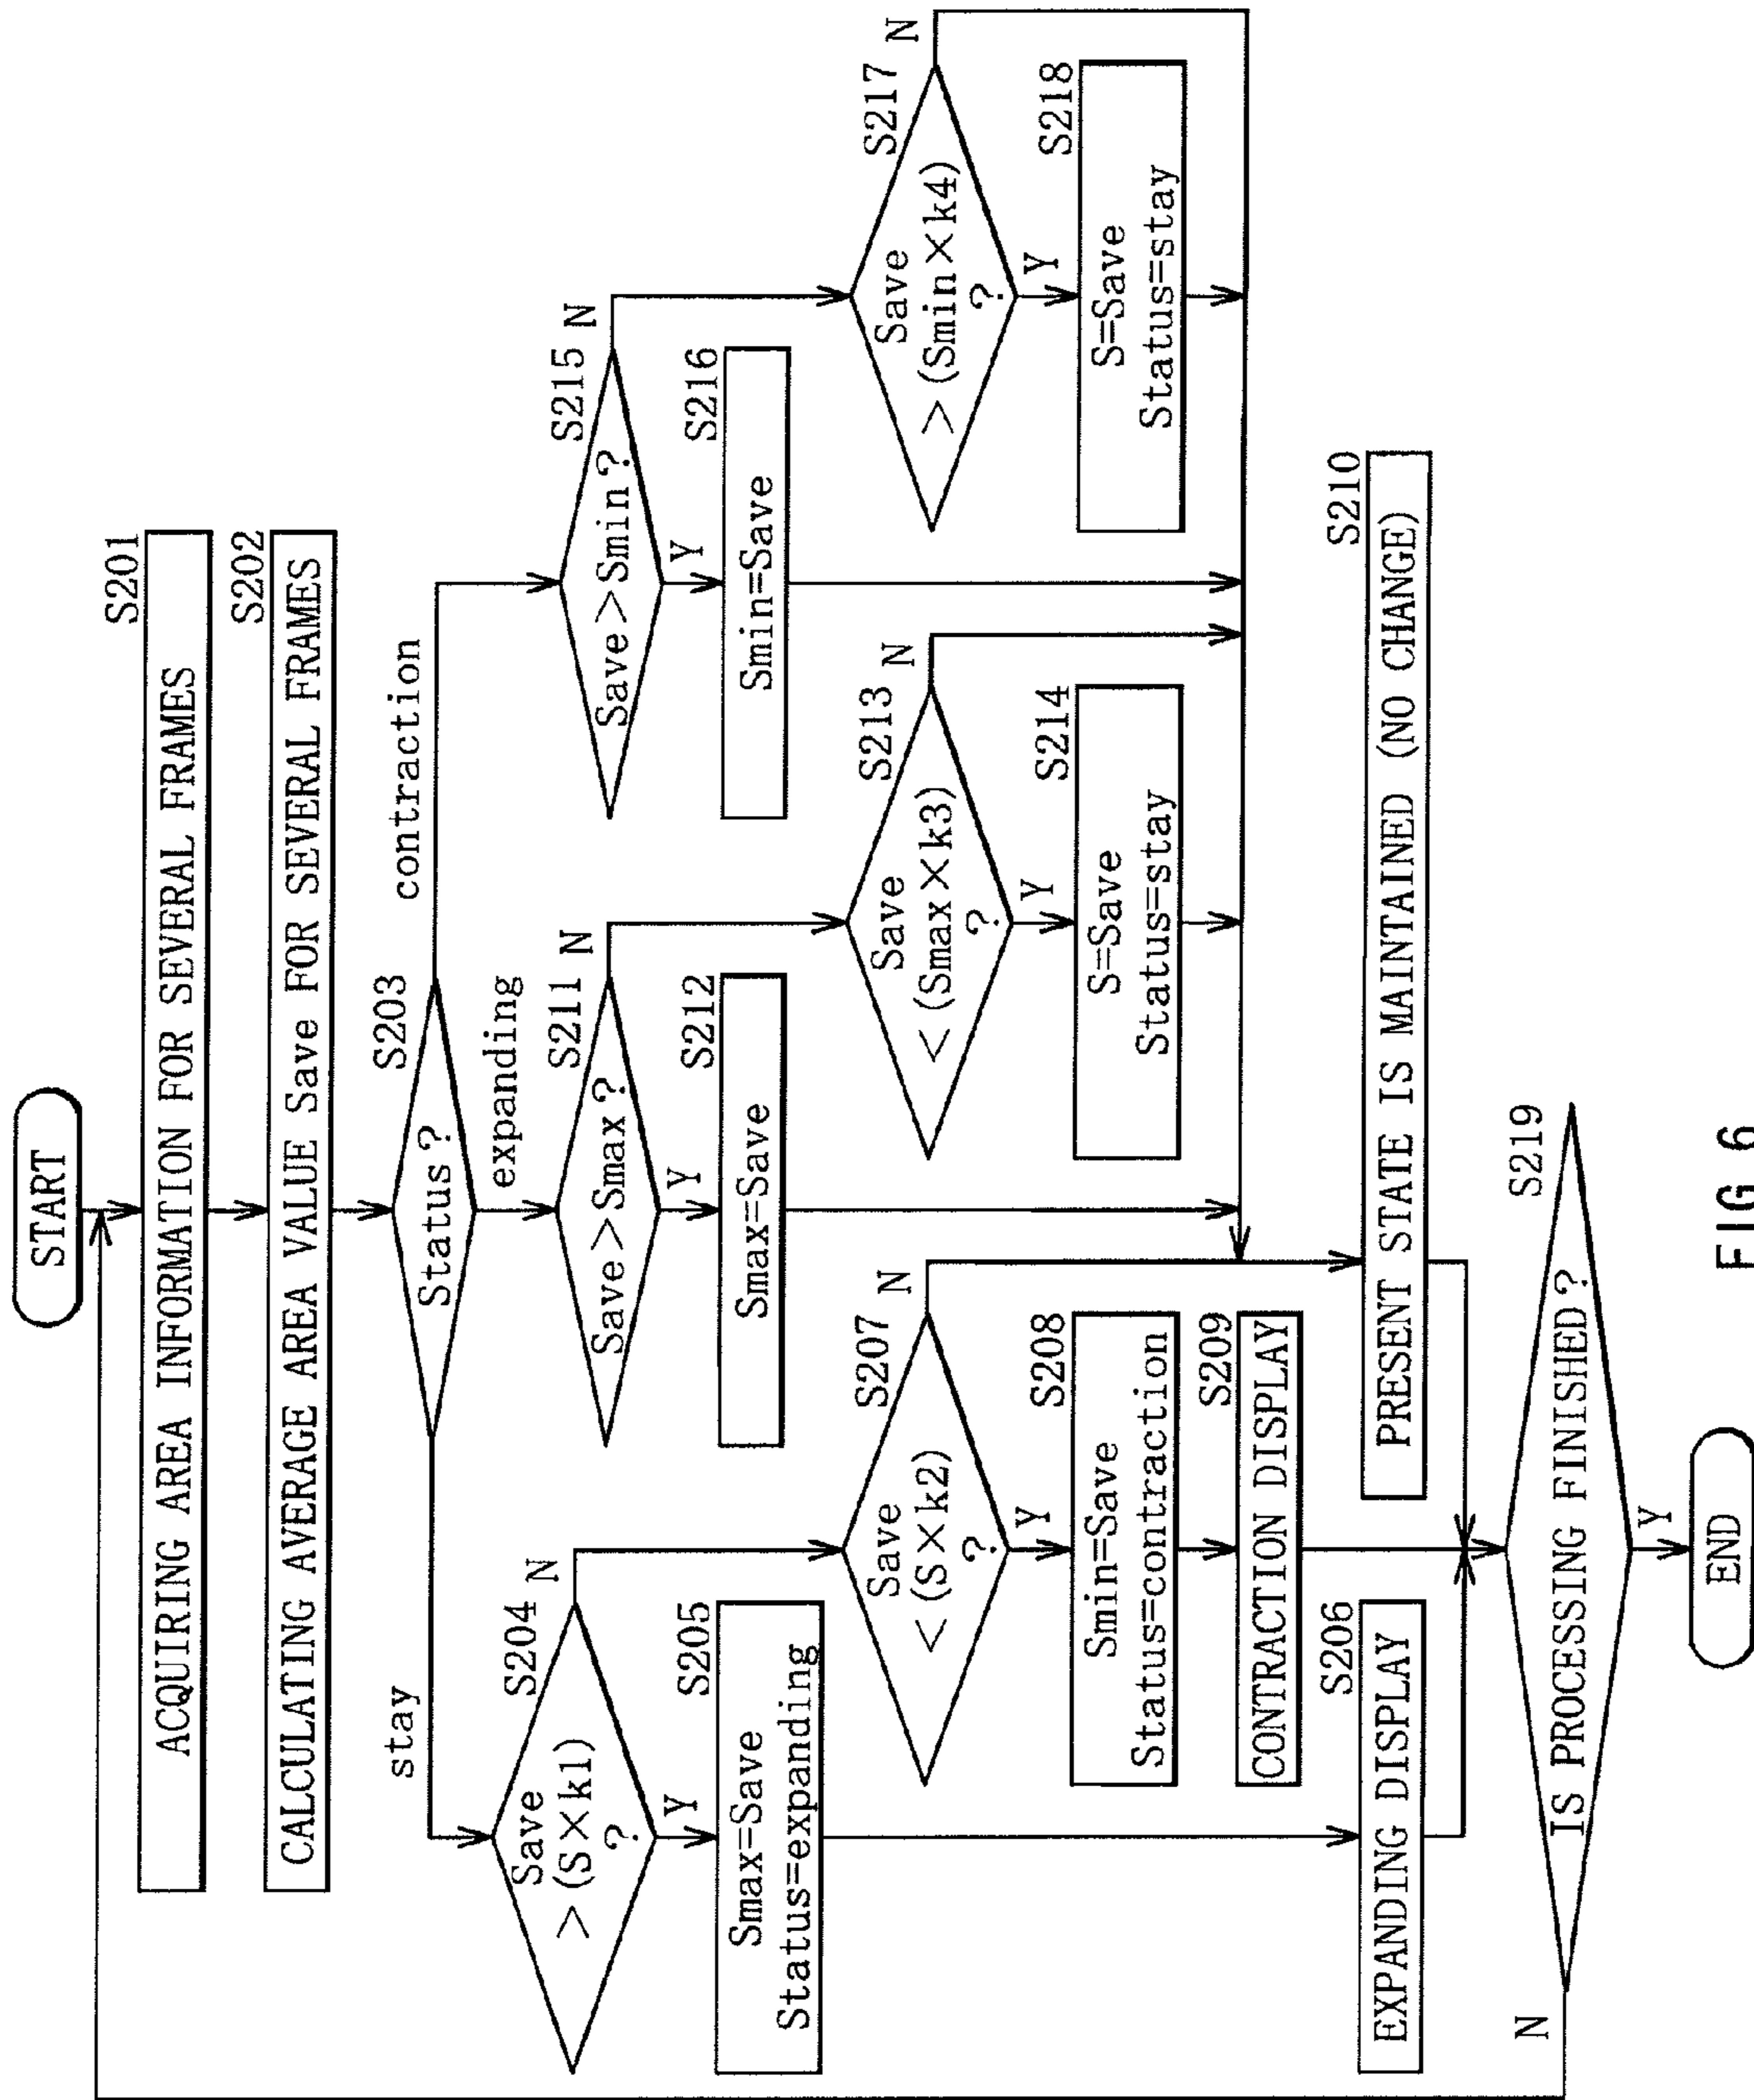 START
S201
ACQUIRING AREA INFORMATION FOR SEVERAL FRAMES
S202
CALCULATING AVERAGE AREA VALUE Save FOR SEVERAL FRAMES
S203
Status?
stay
expanding
contraction
S204
Save
>(S×k1)
?
N
Y
S205
Smax=Save
Status=expanding
S207
Save
<(S×k2)
?
N
Y
S208
Smin=Save
Status=contraction
S209
CONTRACTION DISPLAY
S206
EXPANDING DISPLAY
S211
Save>Smax?
N
Y
S212
Smax=Save
S213
Save
<(Smax×k3)
?
N
Y
S214
S=Save
Status=stay
S215
Save>Smin?
N
Y
S216
Smin=Save
S217
Save
>(Smin×k4)
?
N
Y
S218
S=Save
Status=stay
S210
PRESENT STATE IS MAINTAINED (NO CHANGE)
S219
IS PROCESSING FINISHED?
N
Y
END
FIG. 6